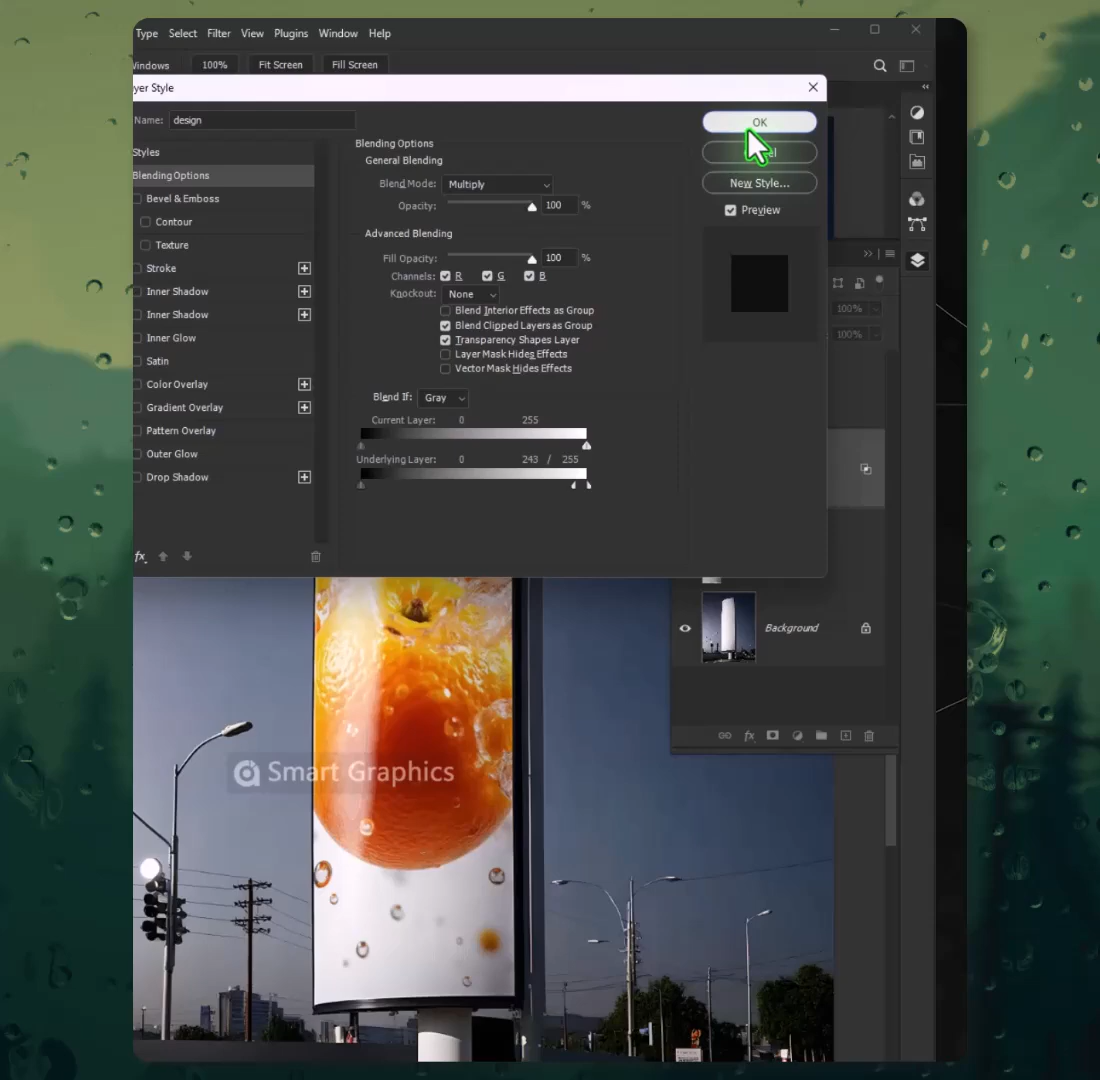 Type Select Filter View Plugins Window Help
Windows 100% Fit Screen Fill Screen
yer Style
Name: design
OK
Styles
Blending Options
Bevel & Emboss
Contour
Texture
Stroke
Inner Shadow
Inner Shadow
Inner Glow
Satin
Color Overlay
Gradient Overlay
Pattern Overlay
Outer Glow
Drop Shadow
fx
Blending Options
General Blending
Blend Mode: Multiply
Opacity: 100 %
Advanced Blending
Fill Opacity: 100 %
Channels: R G B
Knockout: None
Blend Interior Effects as Group
Blend Clipped Layers as Group
Transparency Shapes Layer
Layer Mask Hides Effects
Vector Mask Hides Effects
Blend If: Gray
Current Layer: 0 255
Underlying Layer: 0 243 / 255
New Style...
Preview
100%
100%
Background
fx
Smart Graphics